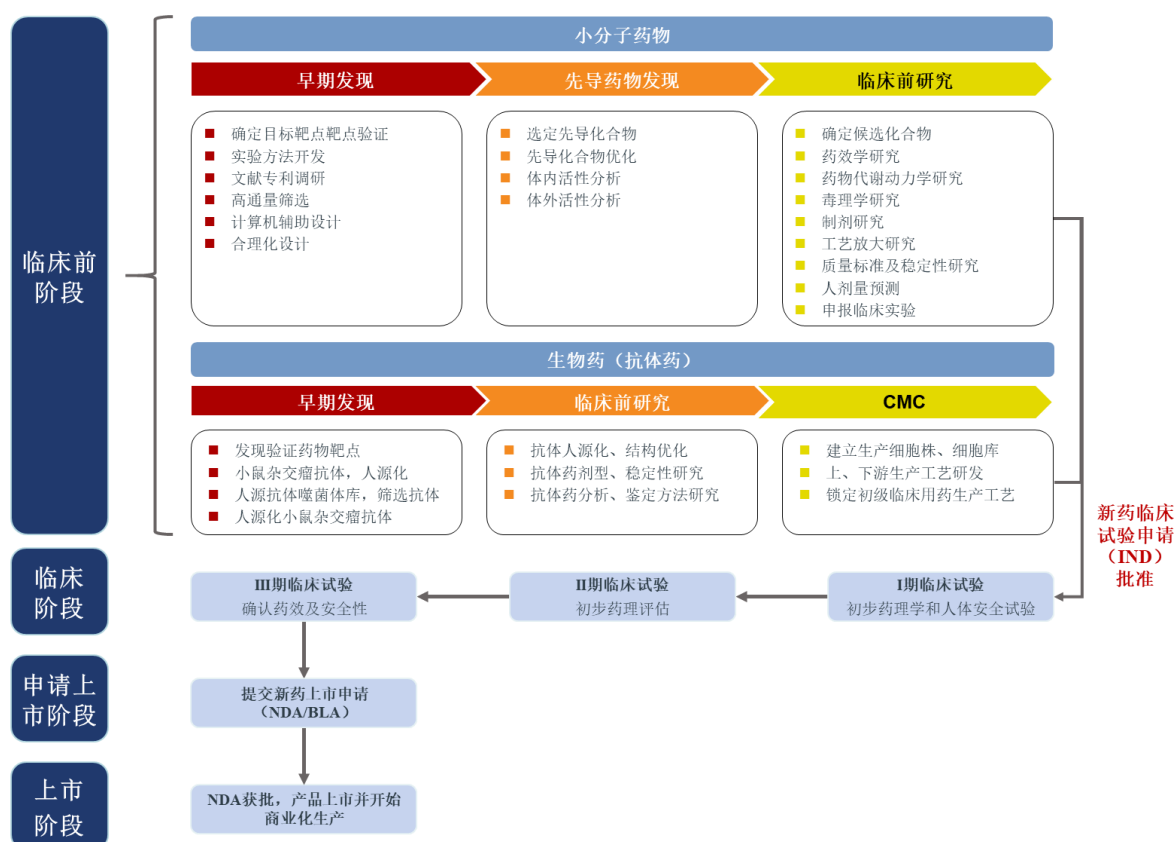 临床前
阶段
小分子药物
早期发现
先导药物发现
临床前研究
确定目标靶点靶点验证
实验方法开发
文献专利调研
高通量筛选
计算机辅助设计
合理化设计
选定先导化合物
先导化合物优化
体内活性分析
体外活性分析
确定候选化合物
药效学研究
药物代谢动力学研究
毒理学研究
制剂研究
工艺放大研究
质量标准及稳定性研究
人剂量预测
申报临床实验
生物药（抗体药）
早期发现
临床前研究
CMC
发现验证药物靶点
小鼠杂交瘤抗体，人源化
人源抗体噬菌体库，筛选抗体
人源化小鼠杂交瘤抗体
抗体人源化、结构优化
抗体药剂型、稳定性研究
抗体药分析、鉴定方法研究
建立生产细胞株、细胞库
上、下游生产工艺研发
锁定初级临床用药生产工艺
新药临床
试验申请
（IND）
批准
临床
阶段
III期临床试验
确认药效及安全性
II期临床试验
初步药理评估
I期临床试验
初步药理学和人体安全试验
申请上
市阶段
提交新药上市申请
（NDA/BLA）
上市
阶段
NDA获批，产品上市并开始
商业化生产